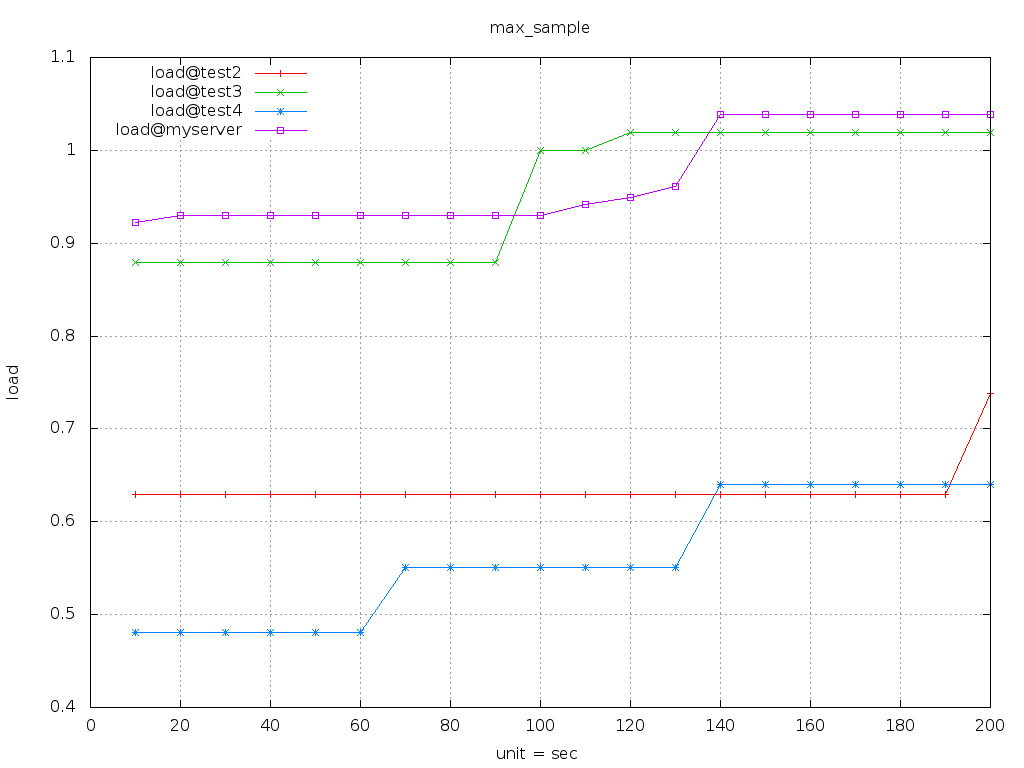 max_sample
1.1
load@test2
load@test3
load@test4
load@myserver
1
0.9
0.8
load
0.7
0.6
0.5
0.4
0 20 40 60 80 100 120 140 160 180 200
unit = sec